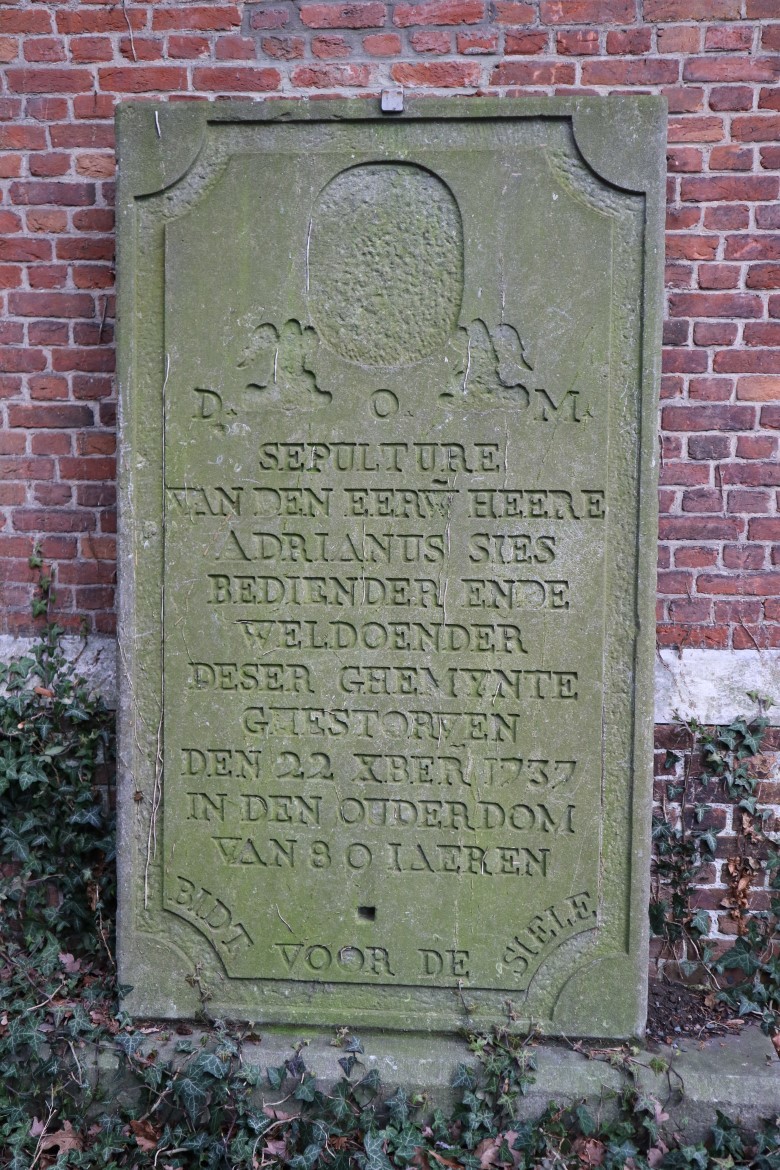 D. O. M.
SEPULTURE
VAN DEN EERW̃ HEERE
ADRIANUS SIES
BEDIENDER ENDE
WELDOENDER
DESER GHEMYNTE
GHESTORVEN
DEN 22 XBER 1737
IN DEN OUDERDOM
VAN 80 IAEREN
BIDT VOOR DE SIELE